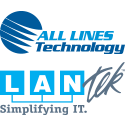 ALL LINES
Technology
LANtek
Simplifying IT.